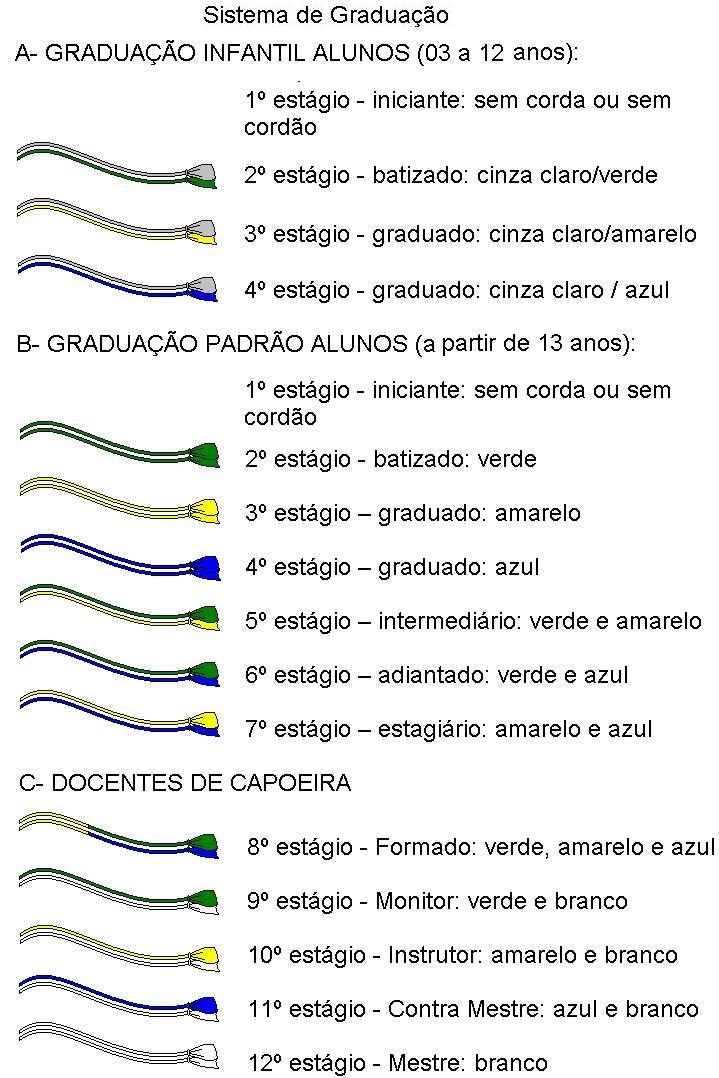 Sistema de Graduação
A- GRADUAÇÃO INFANTIL ALUNOS (03 a 12 anos):
1º estágio - iniciante: sem corda ou sem
cordão
2º estágio - batizado: cinza claro/verde
3º estágio - graduado: cinza claro/amarelo
4º estágio - graduado: cinza claro / azul
B- GRADUAÇÃO PADRÃO ALUNOS (a partir de 13 anos):
1º estágio - iniciante: sem corda ou sem
cordão
2º estágio - batizado: verde
3º estágio – graduado: amarelo
4º estágio – graduado: azul
5º estágio – intermediário: verde e amarelo
6º estágio – adiantado: verde e azul
7º estágio – estagiário: amarelo e azul
C- DOCENTES DE CAPOEIRA
8º estágio - Formado: verde, amarelo e azul
9º estágio - Monitor: verde e branco
10º estágio - Instrutor: amarelo e branco
11º estágio - Contra Mestre: azul e branco
12º estágio - Mestre: branco